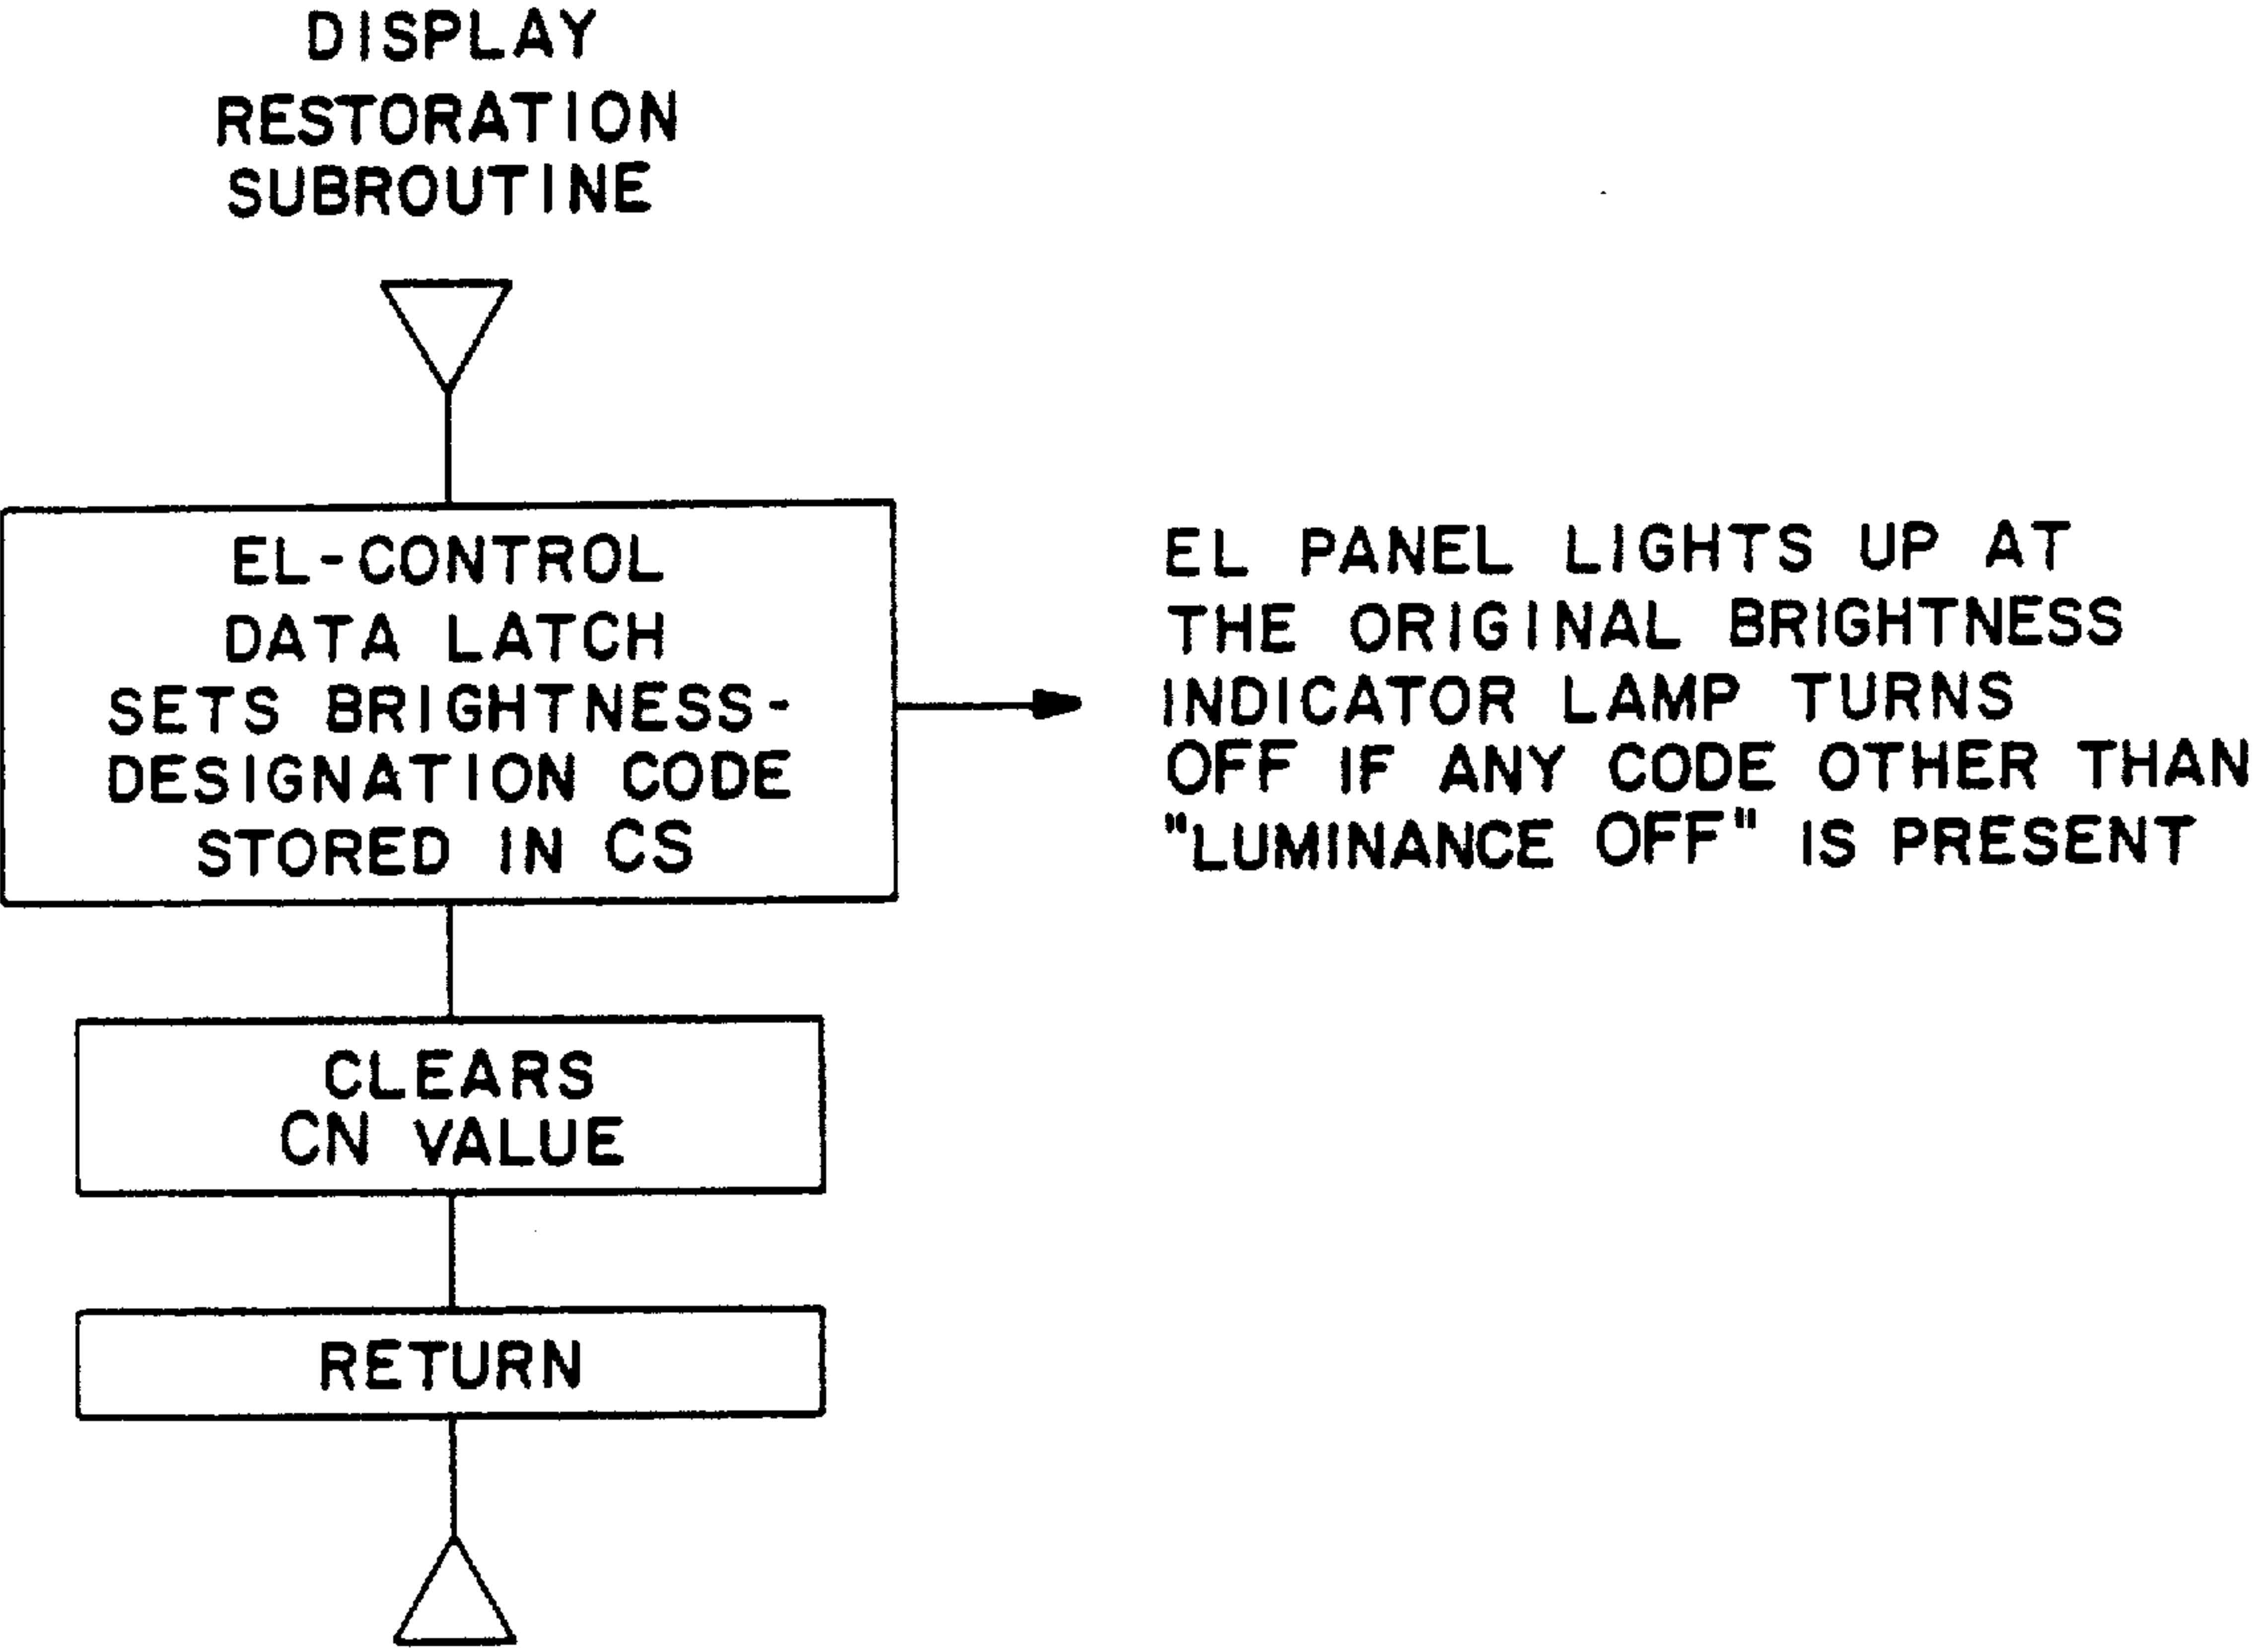 DISPLAY
RESTORATION
SUBROUTINE
EL-CONTROL
DATA LATCH
SETS BRIGHTNESS-
DESIGNATION CODE
STORED IN CS
EL PANEL LIGHTS UP AT
THE ORIGINAL BRIGHTNESS
INDICATOR LAMP TURNS
OFF IF ANY CODE OTHER THAN
"LUMINANCE OFF" IS PRESENT
CLEARS
CN VALUE
RETURN